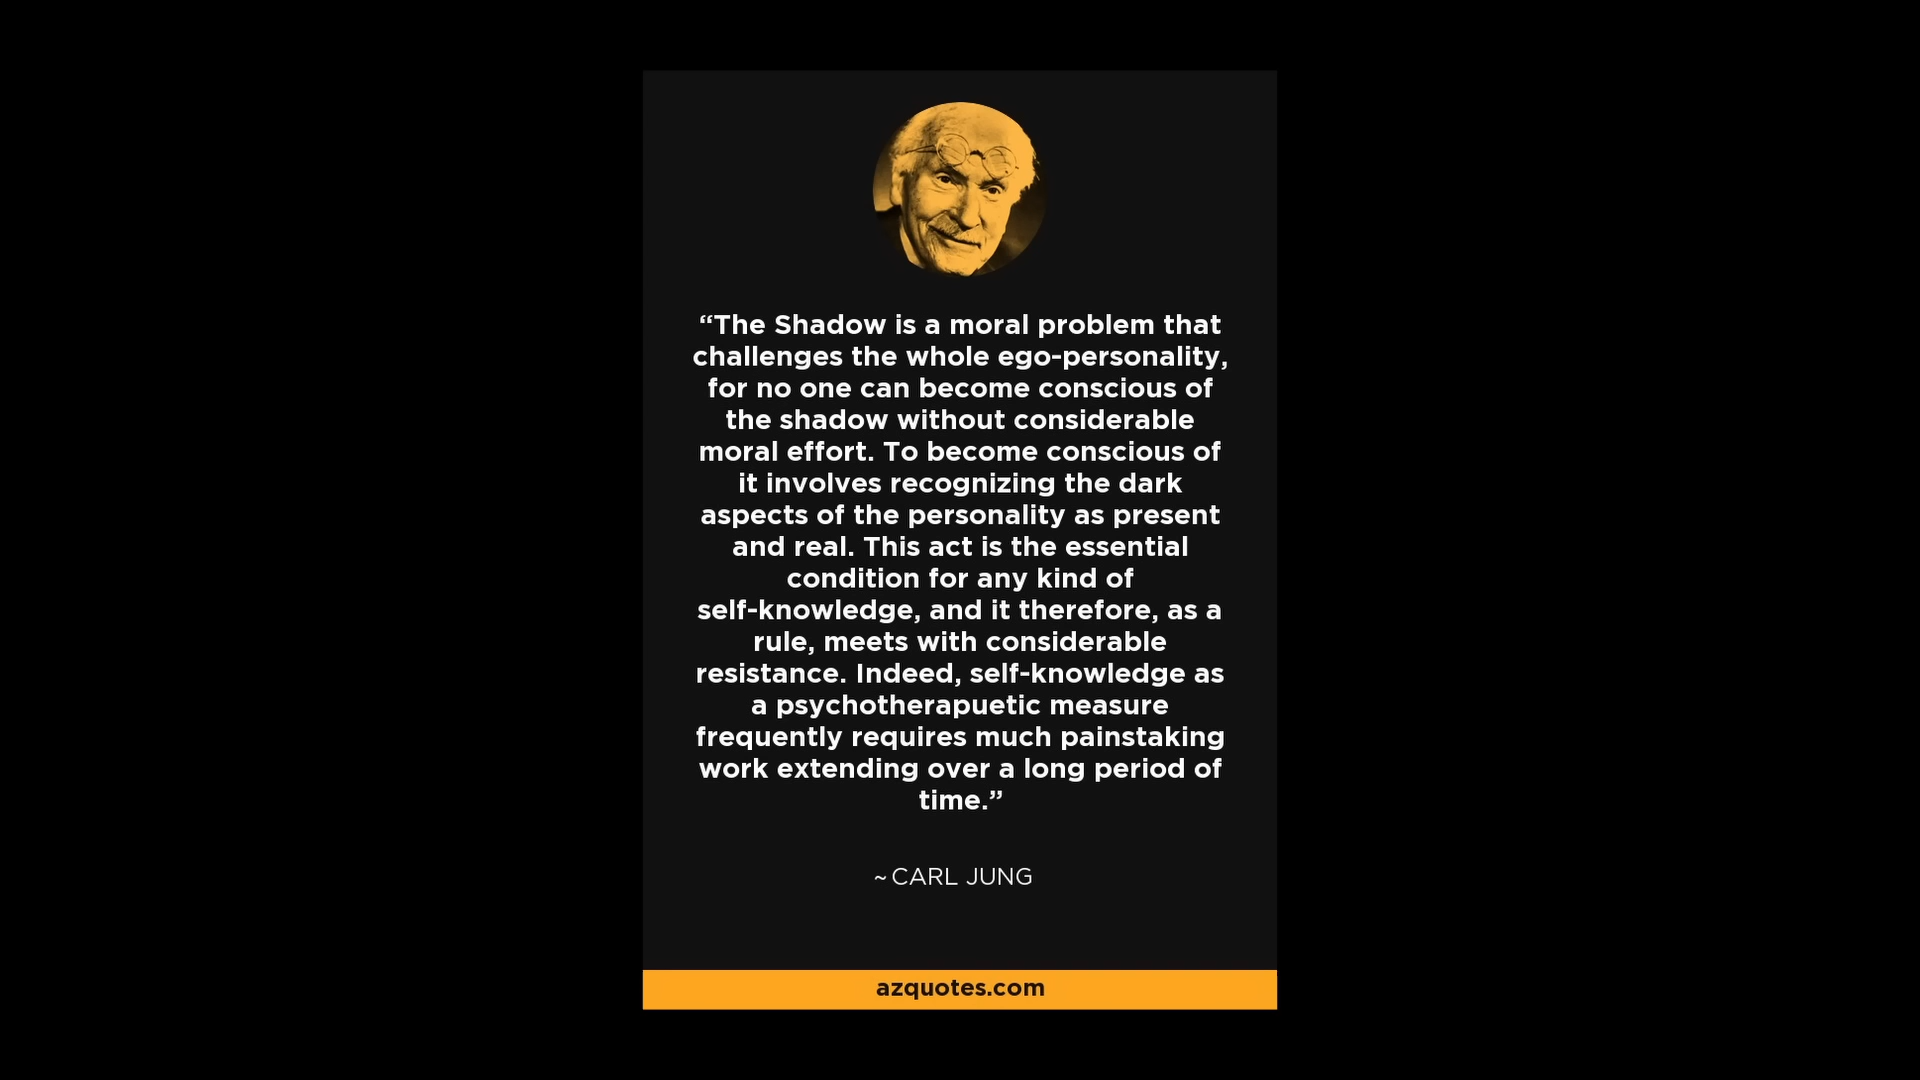 “The Shadow is a moral problem that
challenges the whole ego-personality,
for no one can become conscious of
the shadow without considerable
moral effort. To become conscious of
it involves recognizing the dark
aspects of the personality as present
and real. This act is the essential
condition for any kind of
self-knowledge, and it therefore, as a
rule, meets with considerable
resistance. Indeed, self-knowledge as
a psychotherapuetic measure
frequently requires much painstaking
work extending over a long period of
time.”
~ CARL JUNG
azquotes.com